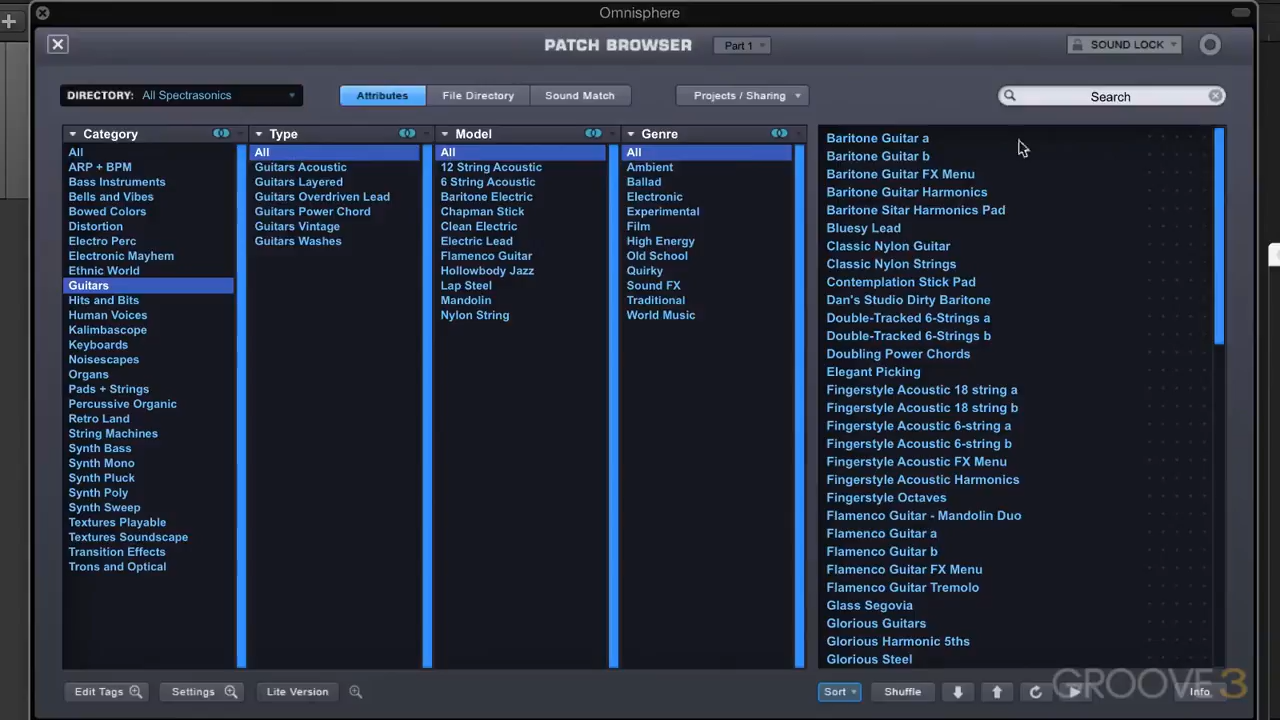 Omnisphere
PATCH BROWSER
Part 1
SOUND LOCK
DIRECTORY: All Spectrasonics
Attributes
File Directory
Sound Match
Projects / Sharing
Search
Category
All
ARP + BPM
Bass Instruments
Bells and Vibes
Bowed Colors
Distortion
Electro Perc
Electronic Mayhem
Ethnic World
Guitars
Hits and Bits
Human Voices
Kalimbascope
Keyboards
Noisescapes
Organs
Pads + Strings
Percussive Organic
Retro Land
String Machines
Synth Bass
Synth Mono
Synth Pluck
Synth Poly
Synth Sweep
Textures Playable
Textures Soundscape
Transition Effects
Trons and Optical
Type
All
Guitars Acoustic
Guitars Layered
Guitars Overdriven Lead
Guitars Power Chord
Guitars Vintage
Guitars Washes
Model
All
12 String Acoustic
6 String Acoustic
Baritone Electric
Chapman Stick
Clean Electric
Electric Lead
Flamenco Guitar
Hollowbody Jazz
Lap Steel
Mandolin
Nylon String
Genre
All
Ambient
Ballad
Electronic
Experimental
Film
High Energy
Old School
Quirky
Sound FX
Traditional
World Music
Baritone Guitar a
Baritone Guitar b
Baritone Guitar FX Menu
Baritone Guitar Harmonics
Baritone Sitar Harmonics Pad
Bluesy Lead
Classic Nylon Guitar
Classic Nylon Strings
Contemplation Stick Pad
Dan's Studio Dirty Baritone
Double-Tracked 6-Strings a
Double-Tracked 6-Strings b
Doubling Power Chords
Elegant Picking
Fingerstyle Acoustic 18 string a
Fingerstyle Acoustic 18 string b
Fingerstyle Acoustic 6-string a
Fingerstyle Acoustic 6-string b
Fingerstyle Acoustic FX Menu
Fingerstyle Acoustic Harmonics
Fingerstyle Octaves
Flamenco Guitar - Mandolin Duo
Flamenco Guitar a
Flamenco Guitar b
Flamenco Guitar FX Menu
Flamenco Guitar Tremolo
Glass Segovia
Glorious Guitars
Glorious Harmonic 5ths
Glorious Steel
Edit Tags
Settings
Lite Version
Sort
Shuffle
Info
GROOVE3